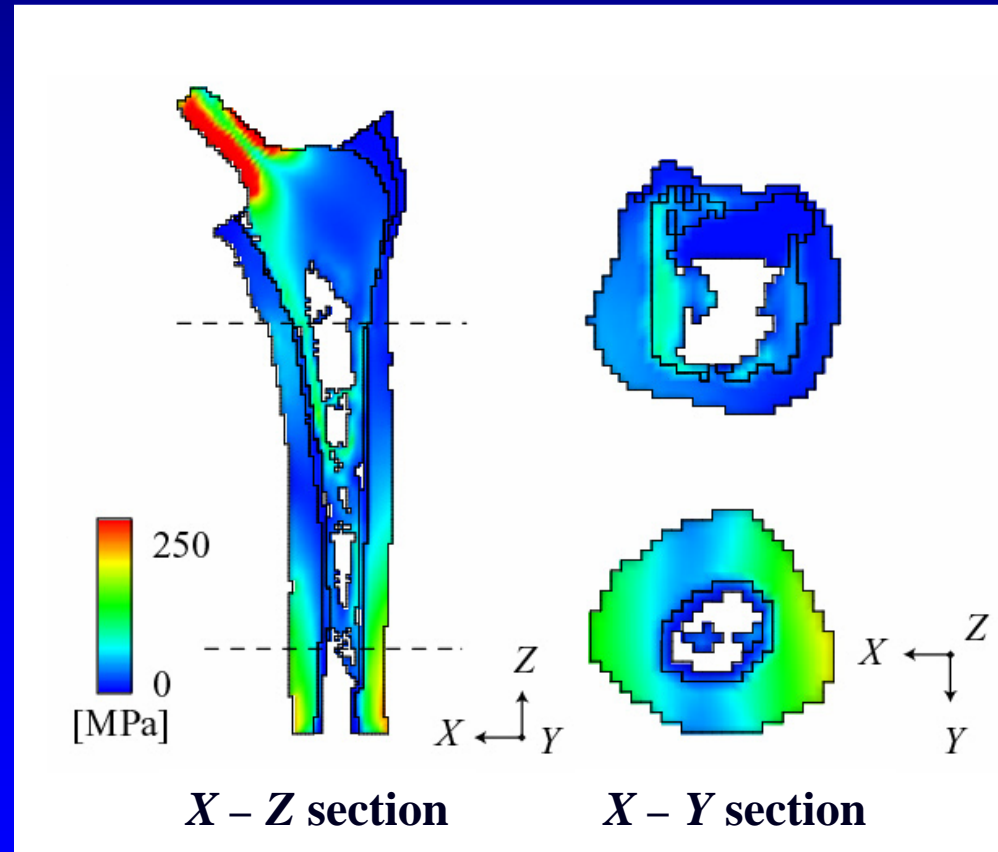 250
0
[MPa]
Z
X
Y
X
Z
Y
X – Z section
X – Y section